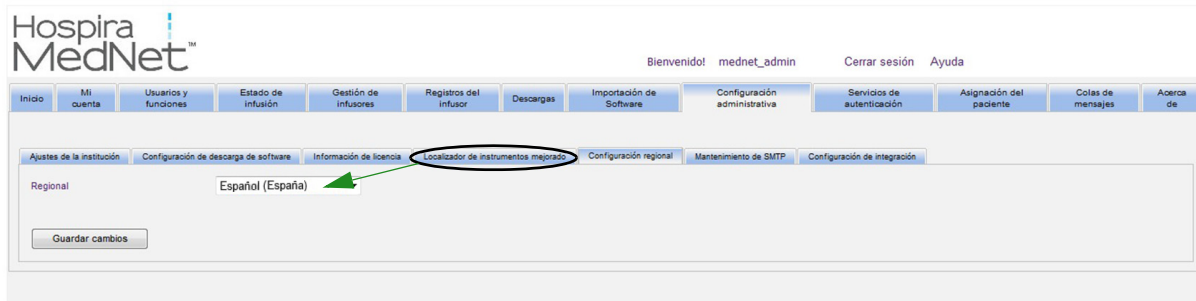 Hospira
MedNet™
Bienvenido! mednet_admin Cerrar sesión Ayuda
Inicio
Mi
cuenta
Usuarios y
funciones
Estado de
infusión
Gestión de
infusores
Registros del
infusor
Descargas
Importación de
Software
Configuración
administrativa
Servicios de
autenticación
Asignación del
paciente
Colas de
mensajes
Acerca
de
Ajustes de la institución
Configuración de descarga de software
Información de licencia
Localizador de instrumentos mejorado
Configuración regional
Mantenimiento de SMTP
Configuración de integración
Regional Español (España)
Guardar cambios